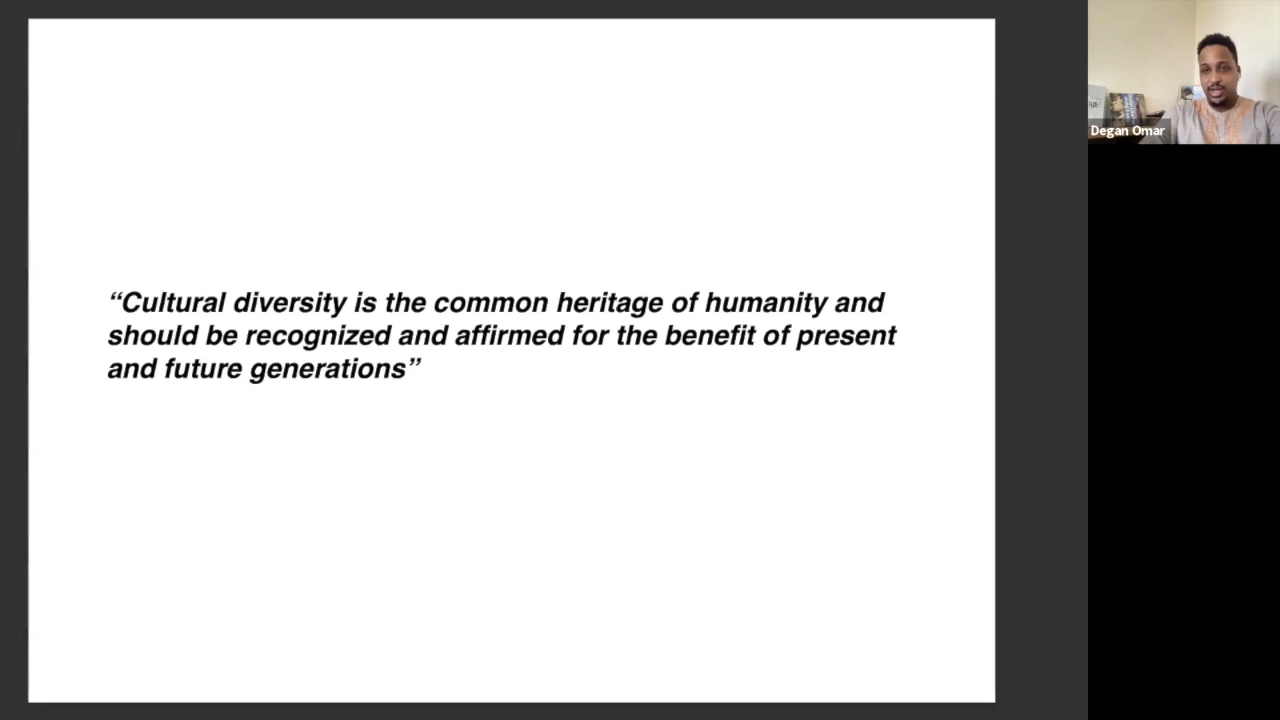 “Cultural diversity is the common heritage of humanity and
should be recognized and affirmed for the benefit of present
and future generations”
Degan Omar